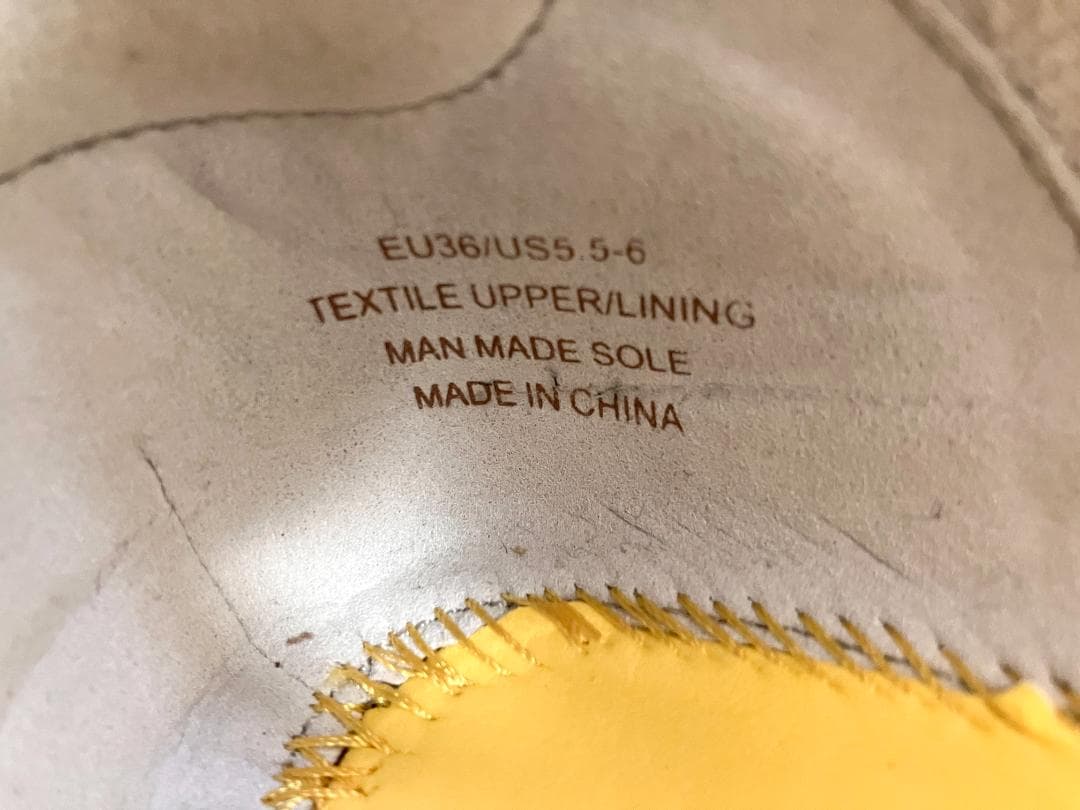 EU36/US5.5-6
TEXTILE UPPER/LINING
MAN MADE SOLE
MADE IN CHINA